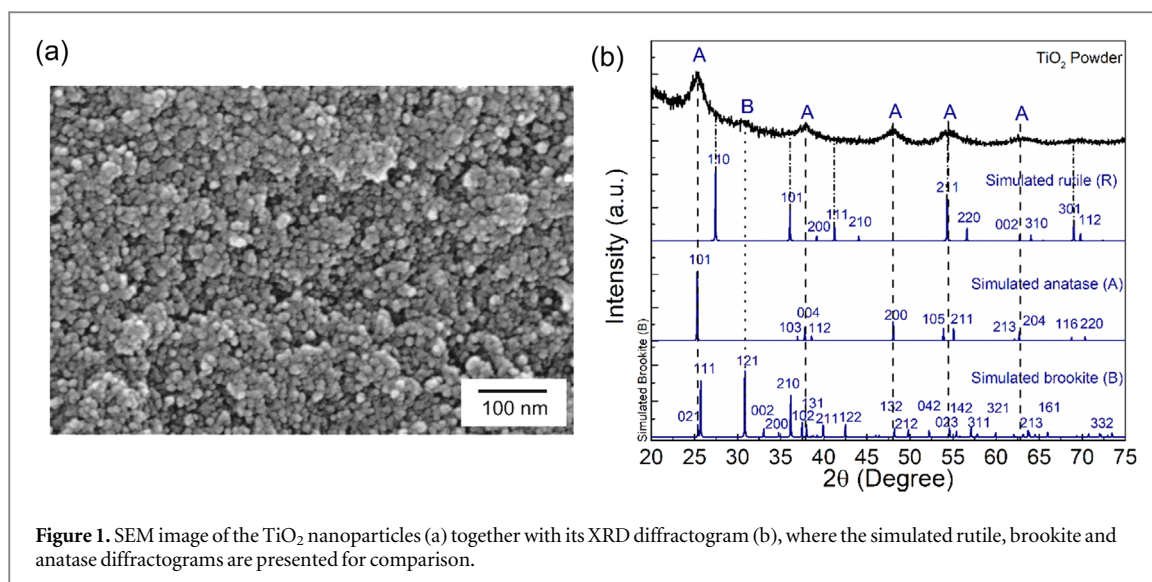 (a)
100 nm
(b)
A
B
A
A
A
A
TiO₂ Powder
110
101
200
111
210
211
220
002
310
301
112
Simulated rutile (R)
101
103
004
112
200
105
211
213
204
116
220
Simulated anatase (A)
021
111
121
002
200
210
102
131
211
122
132
212
042
023
142
311
321
213
161
332
Simulated brookite (B)
Simulated Brookite (B)
Intensity (a.u.)
20 25 30 35 40 45 50 55 60 65 70 75
2θ (Degree)
Figure 1. SEM image of the TiO₂ nanoparticles (a) together with its XRD diffractogram (b), where the simulated rutile, brookite and
anatase diffractograms are presented for comparison.